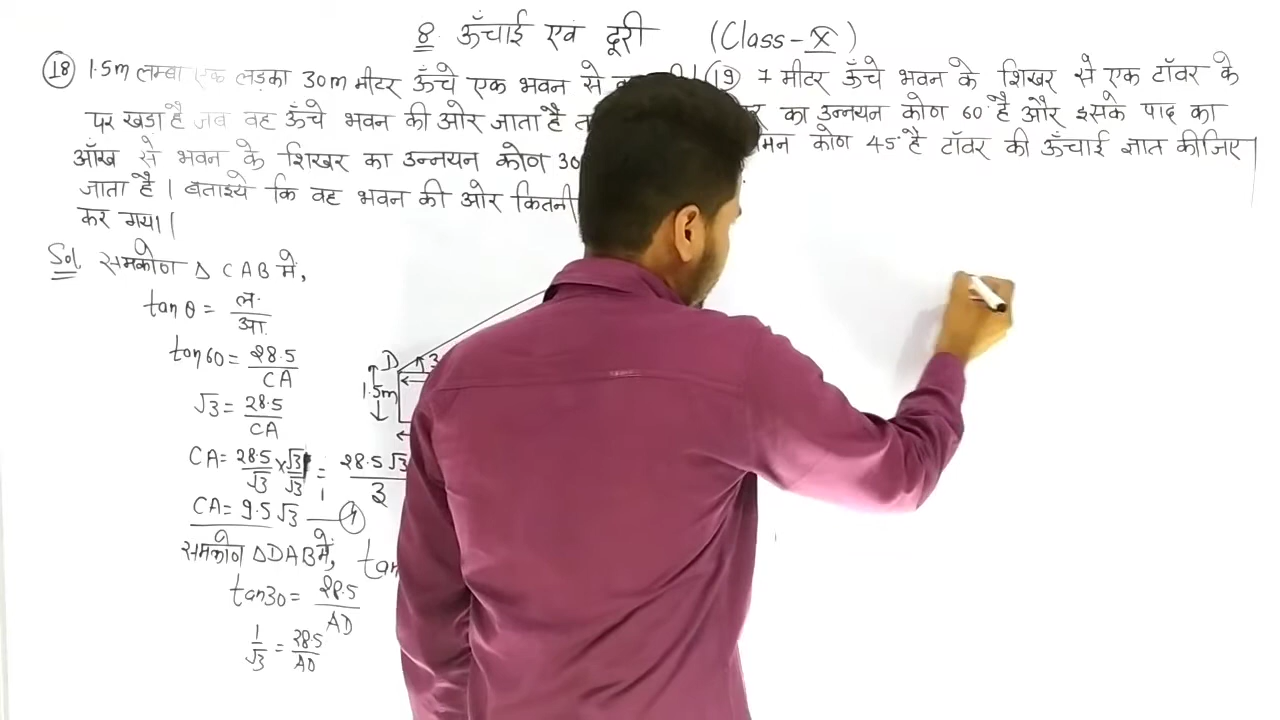 8. ऊँचाई एवं दूरी (Class-X)
18 1.5m लम्बा एक लड़का 30m मीटर ऊँचे एक भवन से
पर खडा है जब वह ऊँचे भवन की ओर जाता है
आँख से भवन के शिखर का उन्नयन कोण 30
जाता है। बताइये कि वह भवन की ओर कितनी
कर गया।
Sol. समकोण Δ CAB में,
tan θ = ल. / आ.
tan60 = 28.5 / CA
√3 = 28.5 / CA
CA = 28.5/√3 × √3/√3 = 28.5√3 / 3
CA = 9.5√3
समकोण ΔDAB में, tan
tan30 = 28.5 / AD
1/√3 = 28.5 / AD
D
1.5m
19 7 मीटर ऊँचे भवन के शिखर से एक टॉवर के
का उन्नयन कोण 60° है और इसके पाद का
कोण 45° है टॉवर की ऊँचाई ज्ञात कीजिए|